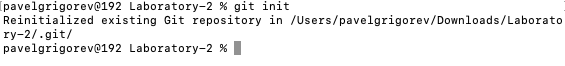 [pavelgrigorev@192 Laboratory-2 % git init
Reinitialized existing Git repository in /Users/pavelgrigorev/Downloads/Laborato
ry-2/.git/
pavelgrigorev@192 Laboratory-2 %